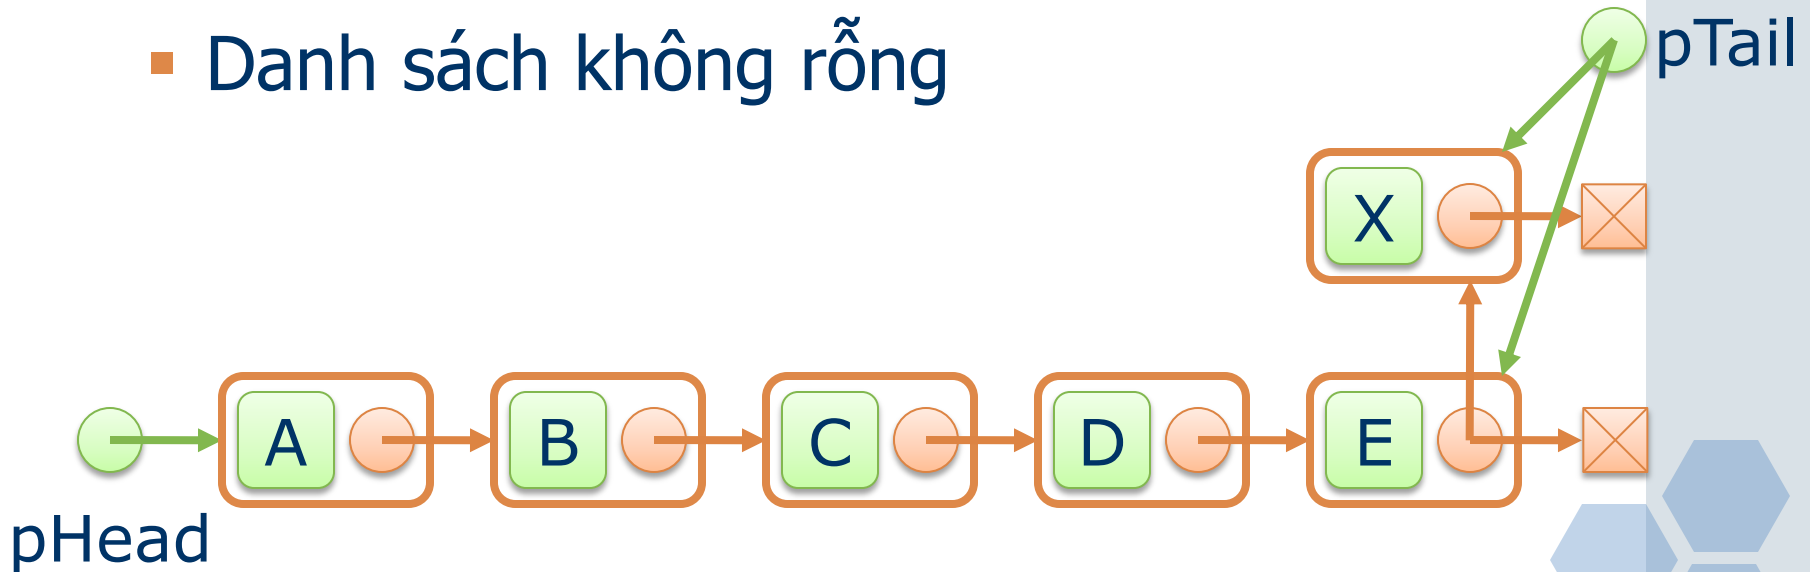 Danh sách không rỗng
pTail
X
A B C D E
pHead